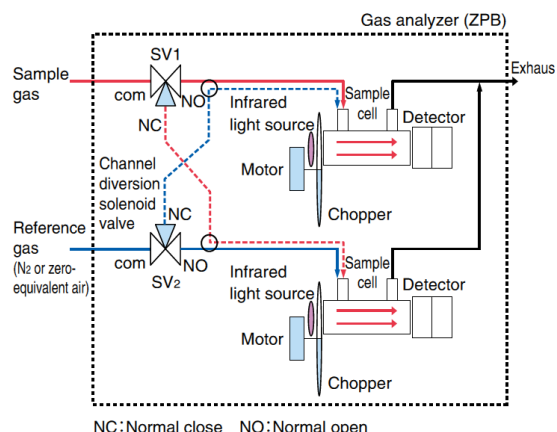 Gas analyzer (ZPB)
SV1
Exhaus
Sample
gas
com
NO
NC
Infrared
light source
Sample
cell
Detector
Motor
Chopper
Channel
diversion
solenoid
valve
NC
Reference
gas
(N2 or zero-
equivalent air)
com
NO
SV2
Infrared
light source
Sample
cell
Detector
Motor
Chopper
NC:Normal close NO:Normal open